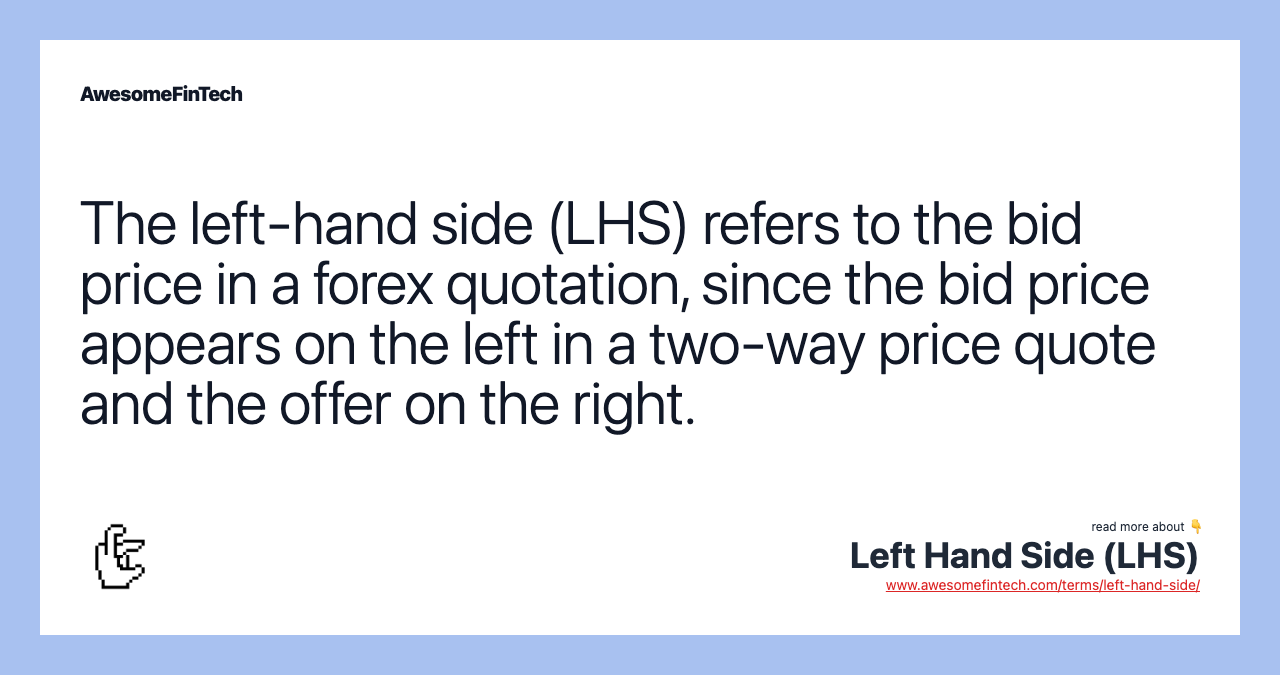 AwesomeFinTech
The left-hand side (LHS) refers to the bid
price in a forex quotation, since the bid price
appears on the left in a two-way price quote
and the offer on the right.
read more about 👇
Left Hand Side (LHS)
www.awesomefintech.com/terms/left-hand-side/